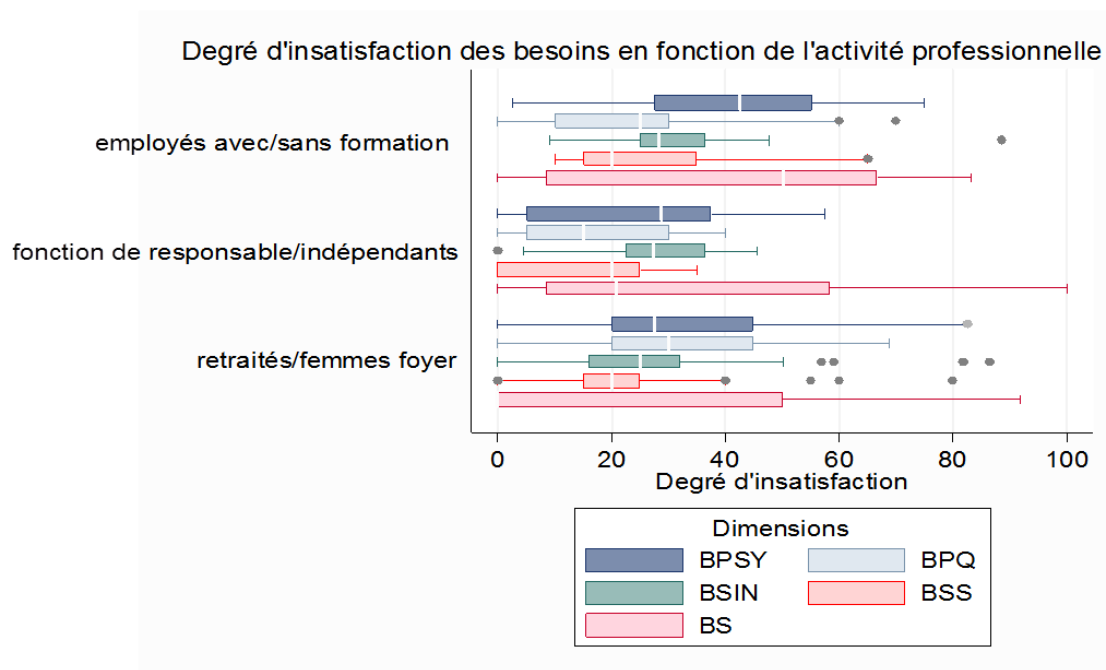 Degré d'insatisfaction des besoins en fonction de l'activité professionnelle
employés avec/sans formation
fonction de responsable/indépendants
retraités/femmes foyer
0 20 40 60 80 100
Degré d'insatisfaction
Dimensions
BPSY BPQ
BSIN BSS
BS